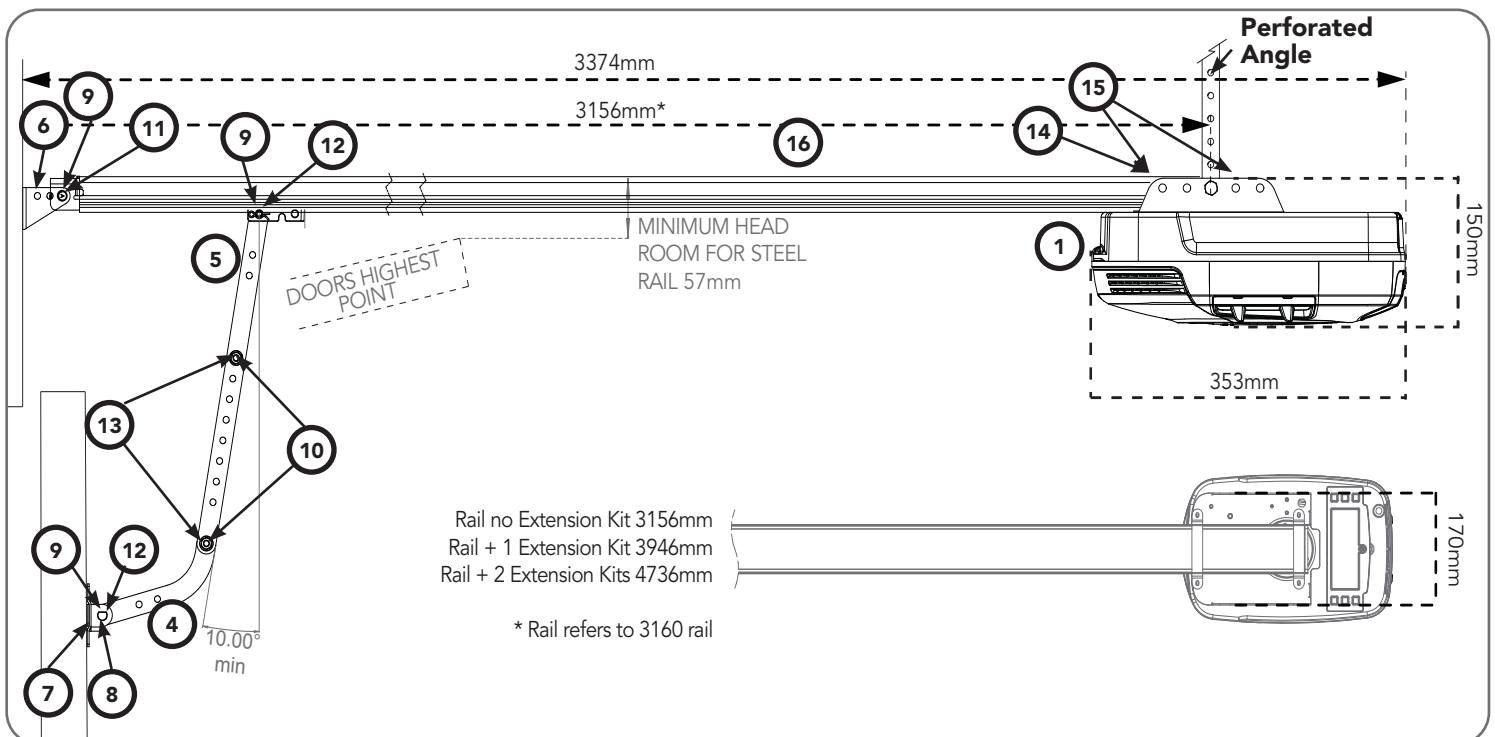 Perforated
Angle
3374mm
3156mm*
9
6
11
9
12
16
14
15
MINIMUM HEAD
ROOM FOR STEEL
RAIL 57mm
1
5
DOORS HIGHEST
POINT
150mm
353mm
13
10
Rail no Extension Kit 3156mm
Rail + 1 Extension Kit 3946mm
Rail + 2 Extension Kits 4736mm
170mm
9
12
4
10.00°
min
* Rail refers to 3160 rail
7
8